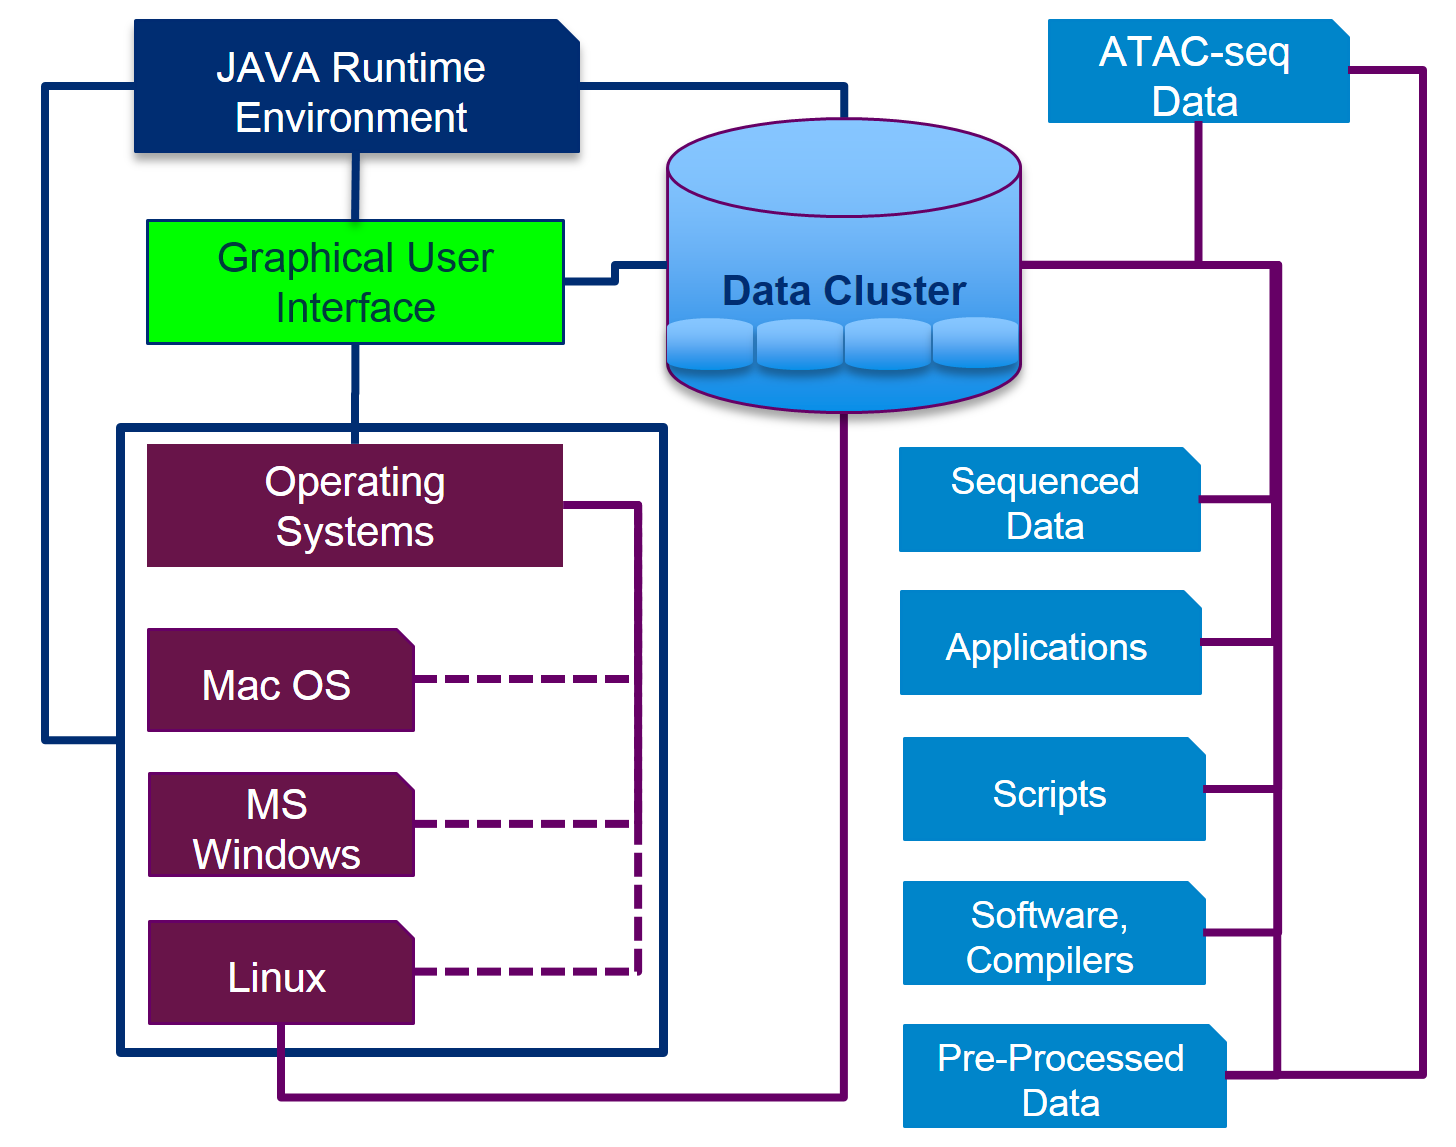 JAVA Runtime
Environment
ATAC-seq
Data
Graphical User
Interface
Data Cluster
Operating
Systems
Mac OS
MS
Windows
Linux
Sequenced
Data
Applications
Scripts
Software,
Compilers
Pre-Processed
Data